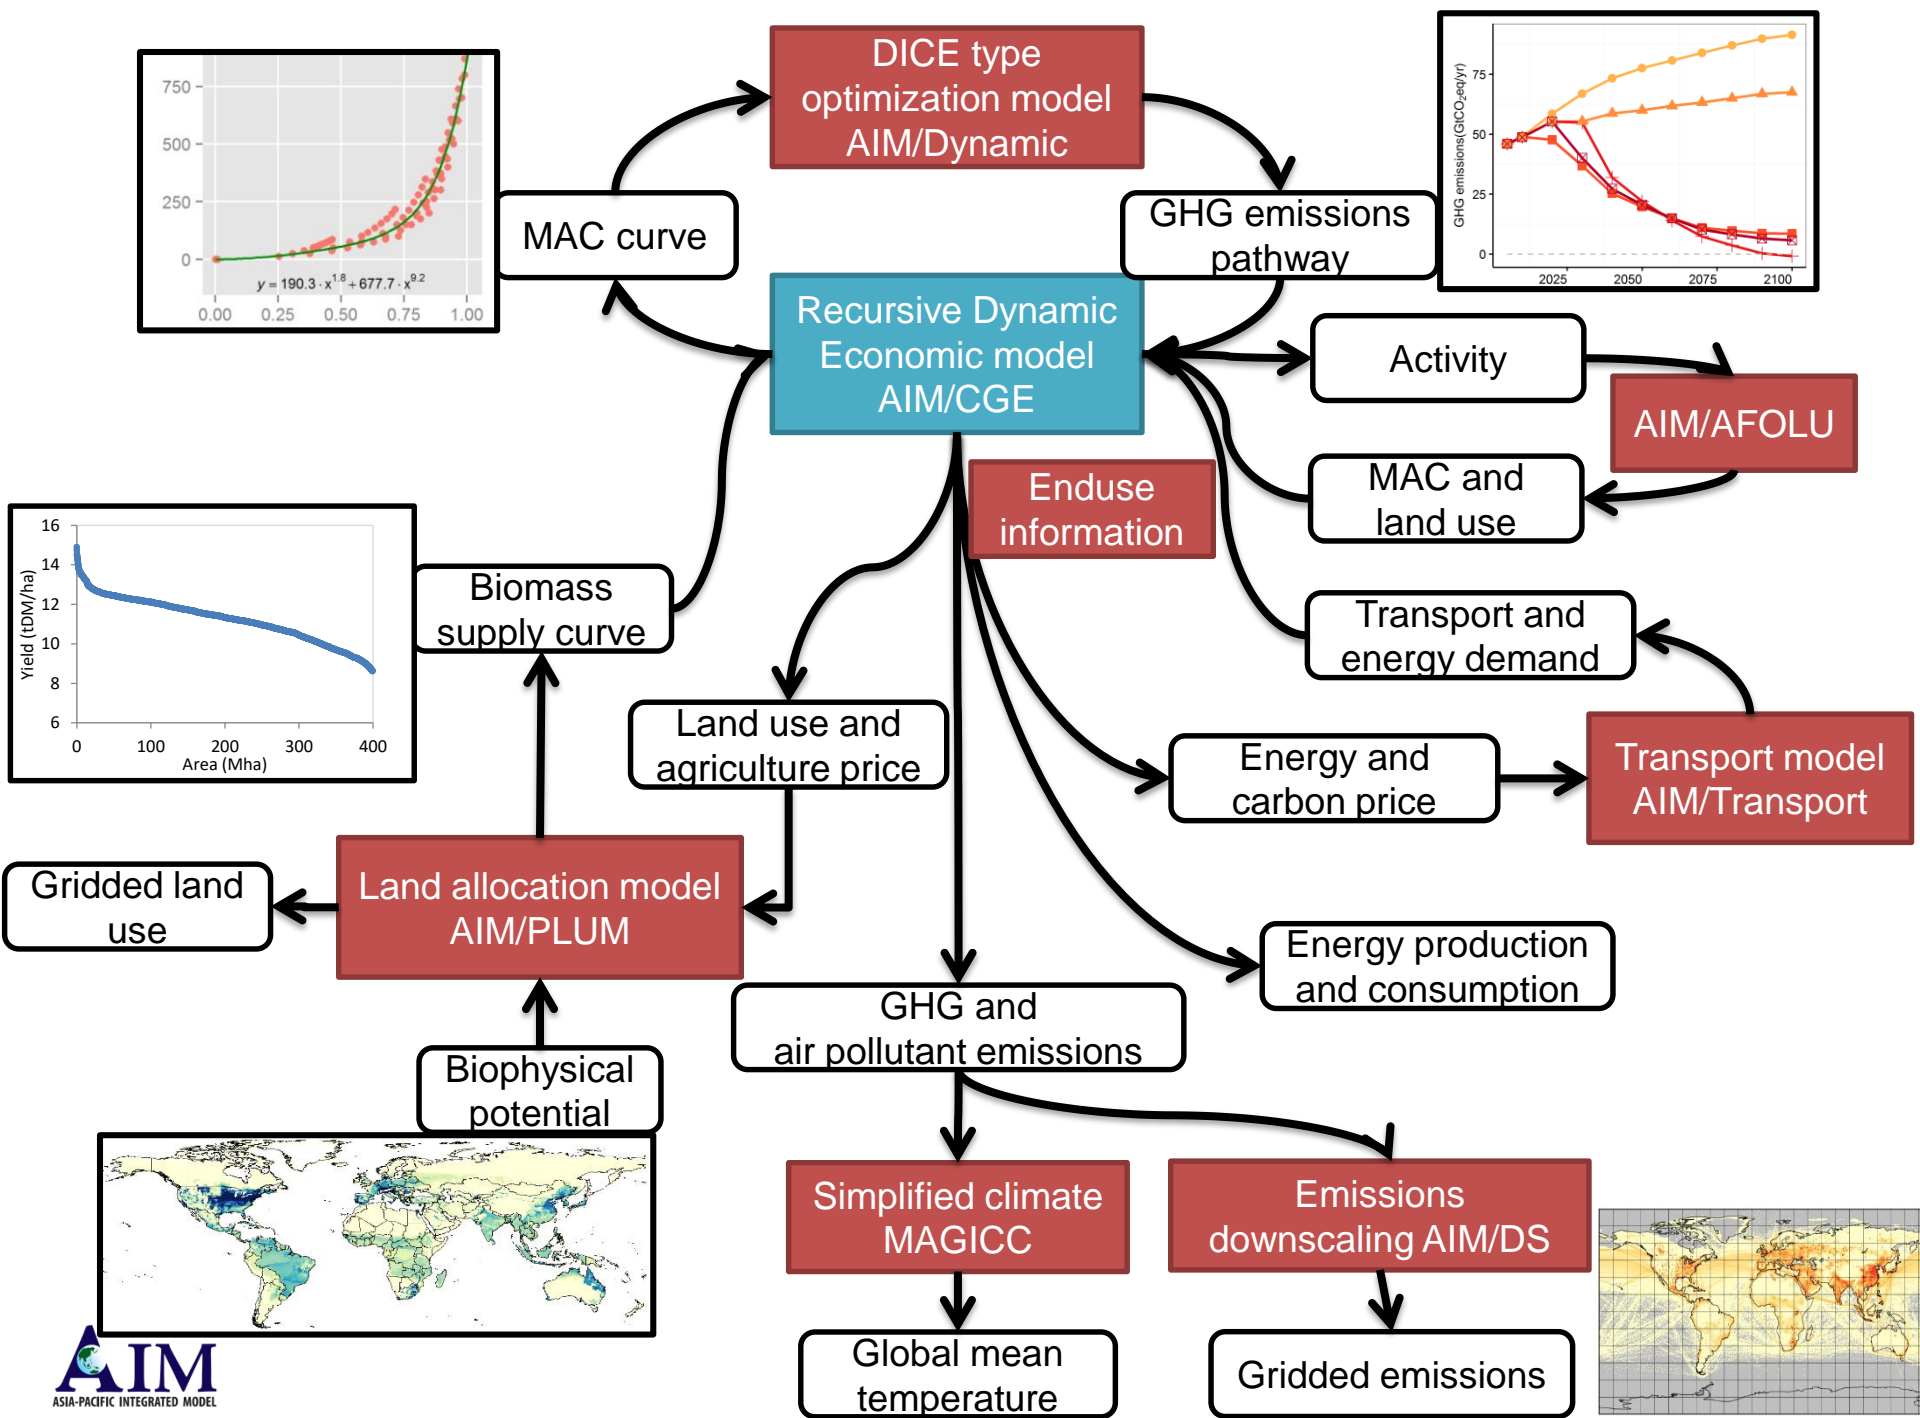 DICE type
optimization model
AIM/Dynamic
750
500
250
0
0.00 0.25 0.50 0.75 1.00
y = 190.3 · x^1.8 + 677.7 · x^9.2
MAC curve
GHG emissions
pathway
GHG emissions(GtCO₂eq/yr)
75
50
25
0
2025 2050 2075 2100
Recursive Dynamic
Economic model
AIM/CGE
Activity
AIM/AFOLU
MAC and
land use
Enduse
information
Yield (tDM/ha)
16
14
12
10
8
6
0 100 200 300 400
Area (Mha)
Biomass
supply curve
Transport and
energy demand
Land use and
agriculture price
Energy and
carbon price
Transport model
AIM/Transport
Gridded land
use
Land allocation model
AIM/PLUM
Energy production
and consumption
GHG and
air pollutant emissions
Biophysical
potential
Simplified climate
MAGICC
Emissions
downscaling AIM/DS
Global mean
temperature
Gridded emissions
AIM
ASIA-PACIFIC INTEGRATED MODEL